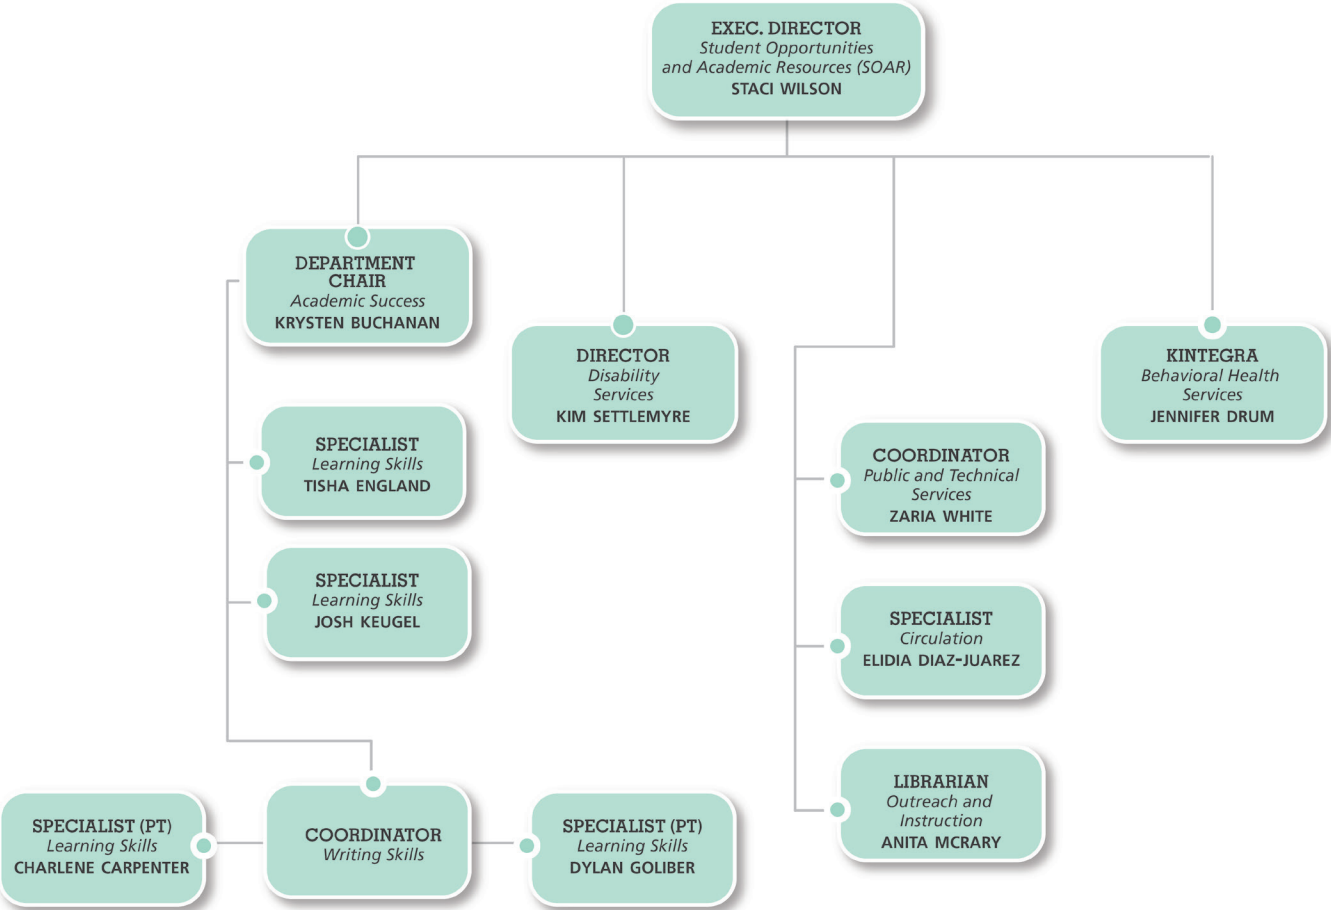 EXEC. DIRECTOR
Student Opportunities
and Academic Resources (SOAR)
STACI WILSON
DEPARTMENT
CHAIR
Academic Success
KRYSTEN BUCHANAN
DIRECTOR
Disability
Services
KIM SETTLEMYRE
KINTEGRA
Behavioral Health
Services
JENNIFER DRUM
SPECIALIST
Learning Skills
TISHA ENGLAND
COORDINATOR
Public and Technical
Services
ZARIA WHITE
SPECIALIST
Learning Skills
JOSH KEUGEL
SPECIALIST
Circulation
ELIDIA DIAZ-JUAREZ
LIBRARIAN
Outreach and
Instruction
ANITA MCRARY
SPECIALIST (PT)
Learning Skills
CHARLENE CARPENTER
COORDINATOR
Writing Skills
SPECIALIST (PT)
Learning Skills
DYLAN GOLIBER